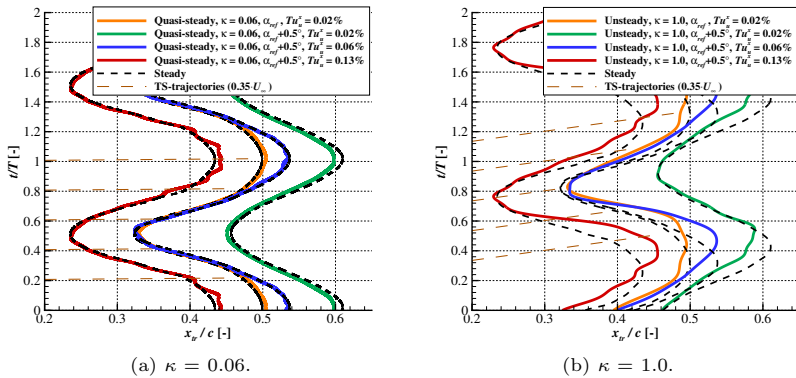 Quasi-steady, κ = 0.06, α_ref , Tu_u^x = 0.02%
Quasi-steady, κ = 0.06, α_ref+0.5°, Tu_u^x = 0.02%
Quasi-steady, κ = 0.06, α_ref+0.5°, Tu_u^x = 0.06%
Quasi-steady, κ = 0.06, α_ref+0.5°, Tu_u^x = 0.13%
Steady
TS-trajectories (0.35·U∞)
t/T [-]
2
1.8
1.6
1.4
1.2
1
0.8
0.6
0.4
0.2
0
0.2 0.3 0.4 0.5 0.6
x_tr / c [-]
(a) κ = 0.06.
Unsteady, κ = 1.0, α_ref , Tu_u^x = 0.02%
Unsteady, κ = 1.0, α_ref+0.5°, Tu_u^x = 0.02%
Unsteady, κ = 1.0, α_ref+0.5°, Tu_u^x = 0.06%
Unsteady, κ = 1.0, α_ref+0.5°, Tu_u^x = 0.13%
Steady
TS-trajectories (0.35·U∞)
t/T [-]
2
1.8
1.6
1.4
1.2
1
0.8
0.6
0.4
0.2
0
0.2 0.3 0.4 0.5 0.6
x_tr / c [-]
(b) κ = 1.0.